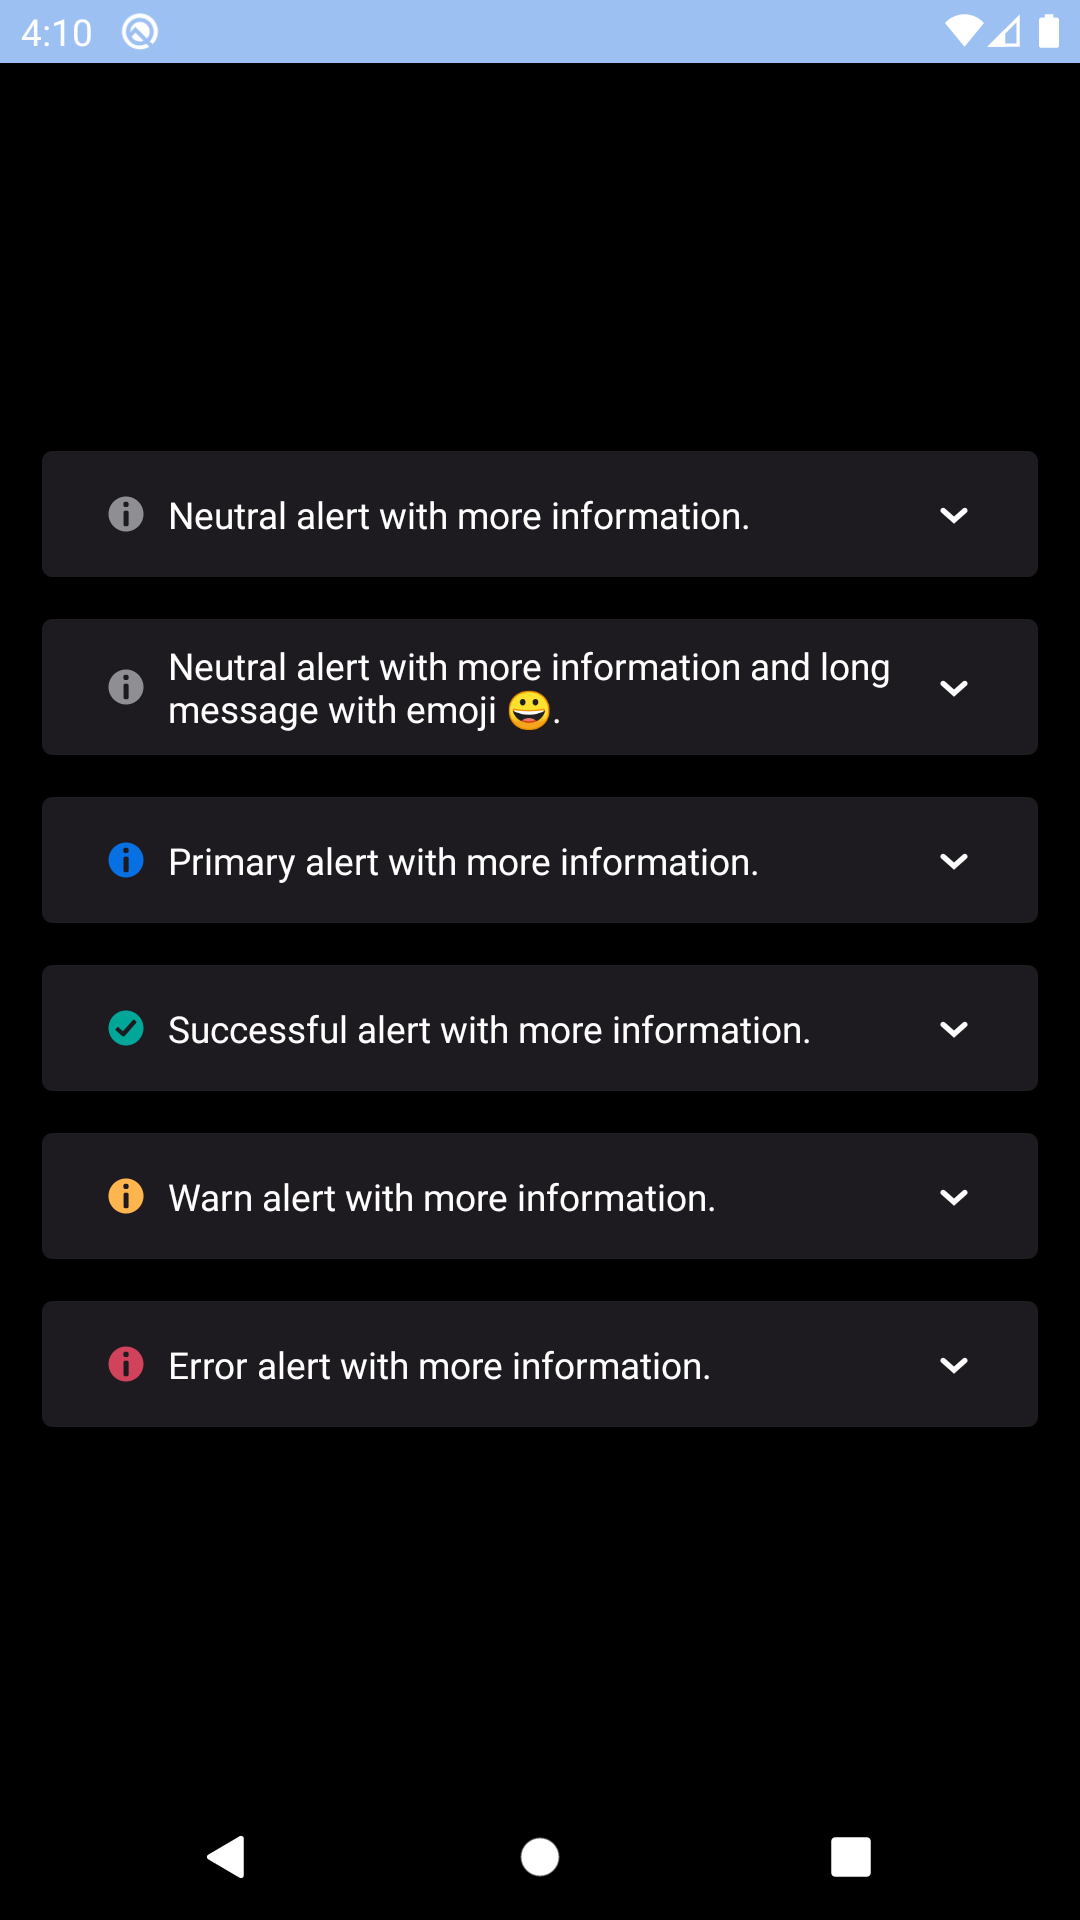 4:10
Neutral alert with more information.
Neutral alert with more information and long
message with emoji 😀.
Primary alert with more information.
Successful alert with more information.
Warn alert with more information.
Error alert with more information.